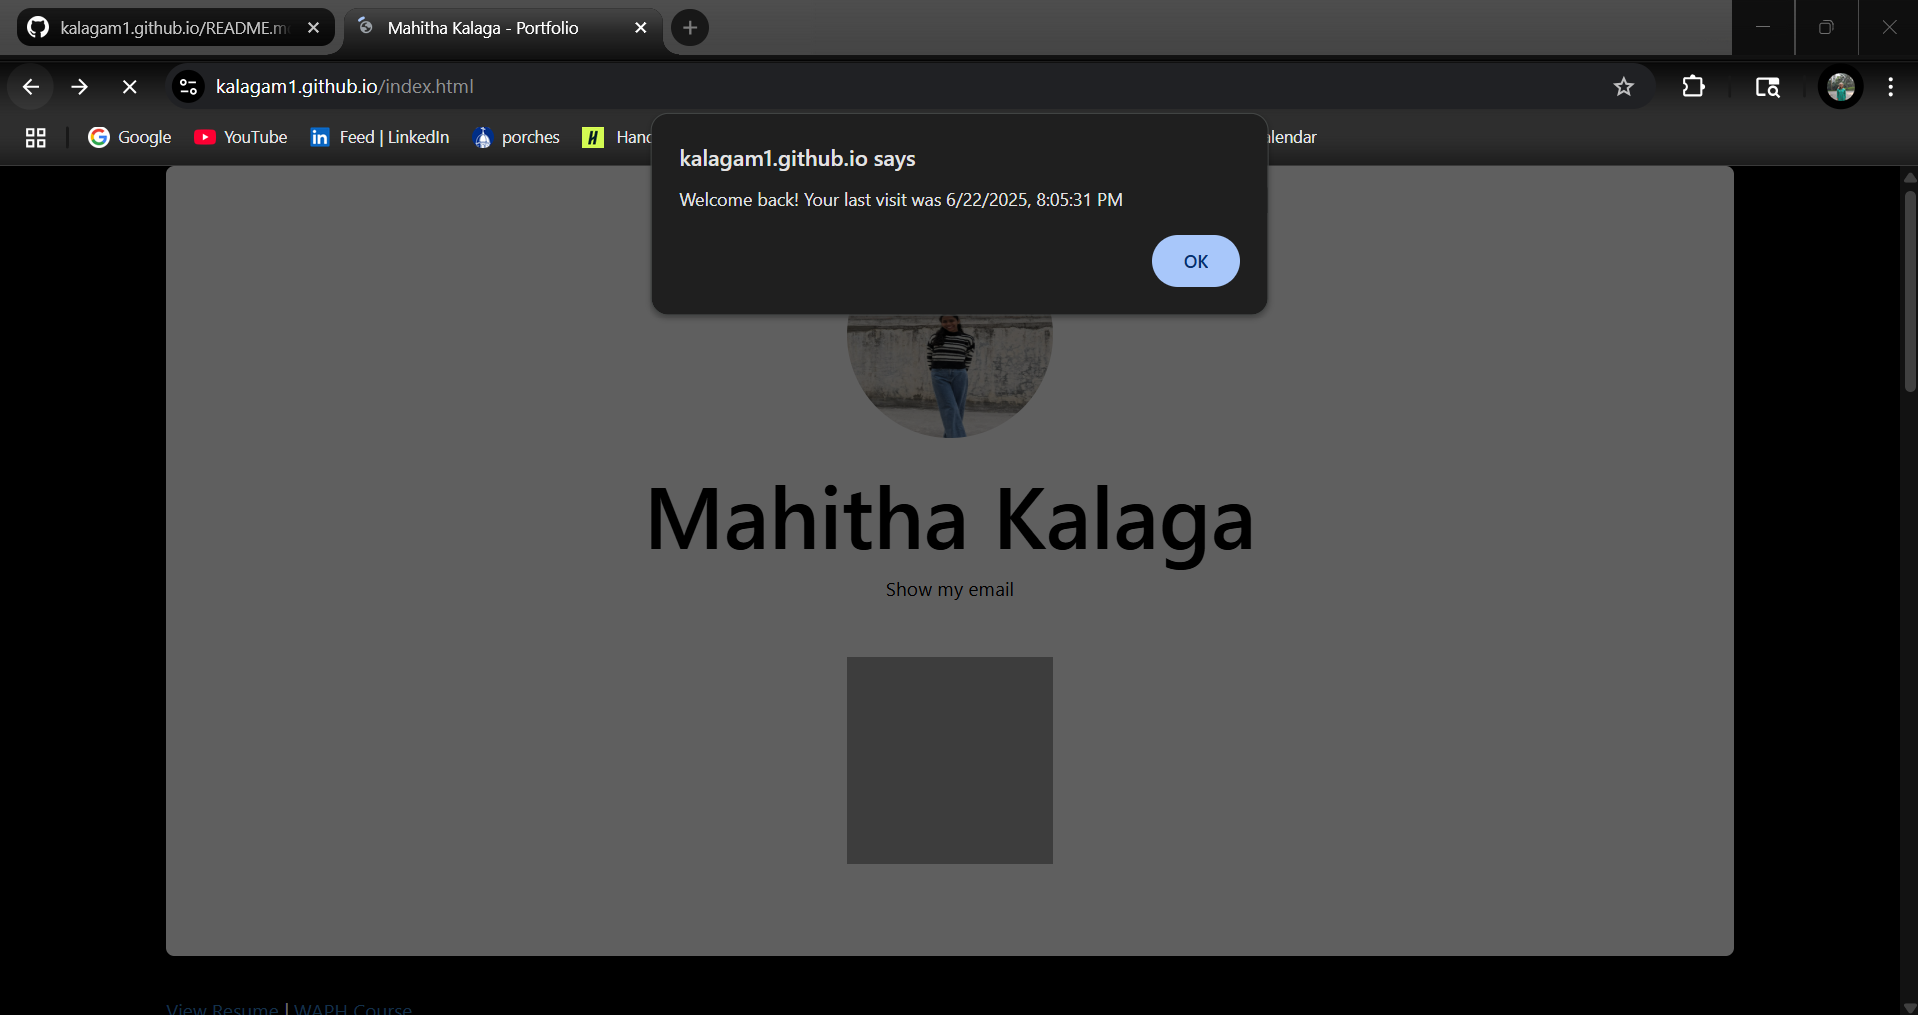 kalagam1.github.io/README.m
Mahitha Kalaga - Portfolio
kalagam1.github.io/index.html
Google
YouTube
Feed | LinkedIn
porches
kalagam1.github.io says
Welcome back! Your last visit was 6/22/2025, 8:05:31 PM
OK
Mahitha Kalaga
Show my email
View Resume | WAPH Course